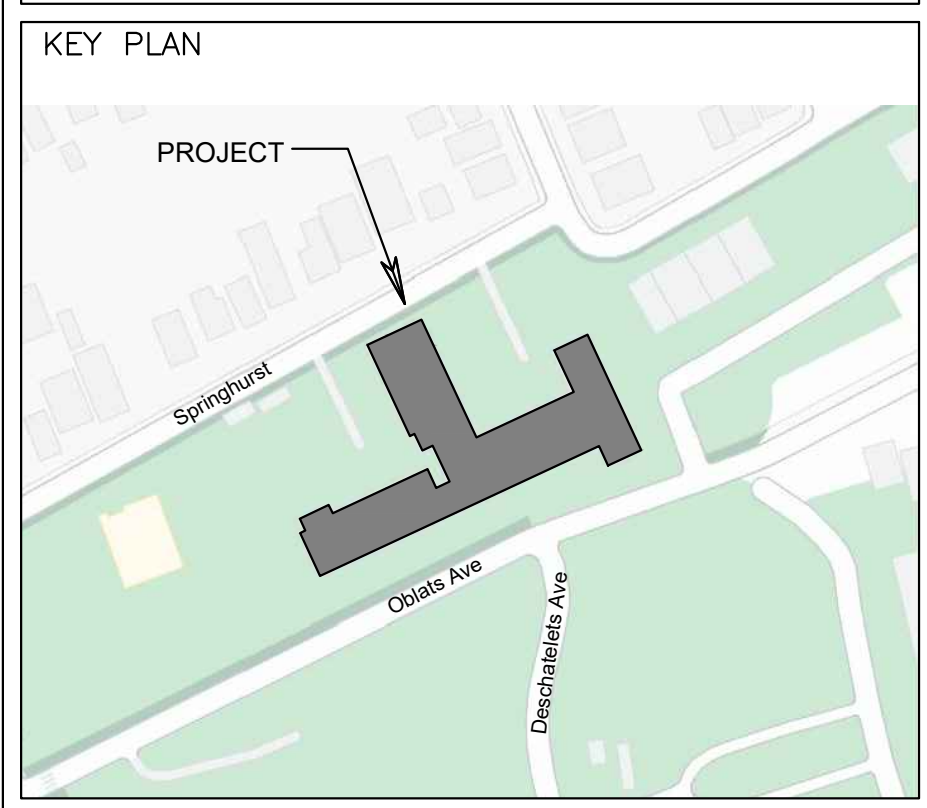 KEY PLAN
PROJECT
Springhurst
Oblats Ave
Deschatelets Ave